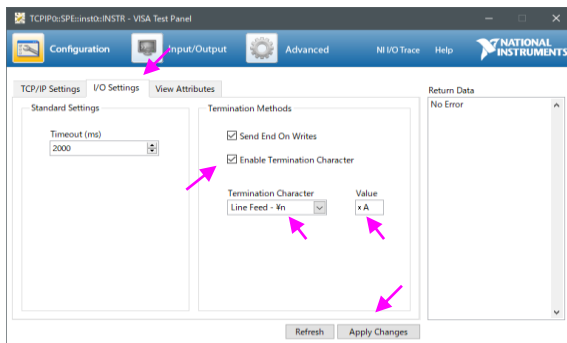 TCPIP0::SPE::inst0::INSTR - VISA Test Panel
Configuration Input/Output Advanced NI I/O Trace Help NATIONAL INSTRUMENTS
TCP/IP Settings I/O Settings View Attributes
Return Data
Standard Settings Termination Methods No Error
Timeout (ms) Send End On Writes
2000
Enable Termination Character
Termination Character Value
Line Feed - ¥n xA
Refresh Apply Changes